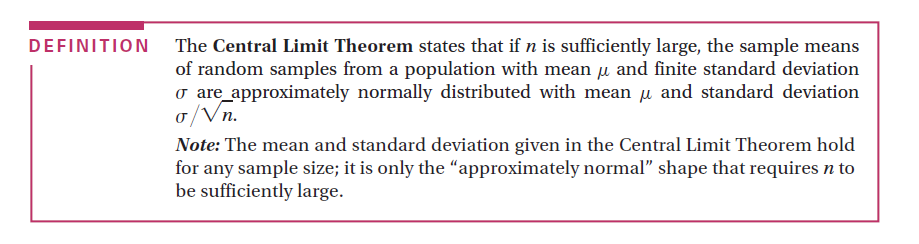 DEFINITION The Central Limit Theorem states that if n is sufficiently large, the sample means
of random samples from a population with mean μ and finite standard deviation
σ are approximately normally distributed with mean μ and standard deviation
σ/√n.
Note: The mean and standard deviation given in the Central Limit Theorem hold
for any sample size; it is only the “approximately normal” shape that requires n to
be sufficiently large.